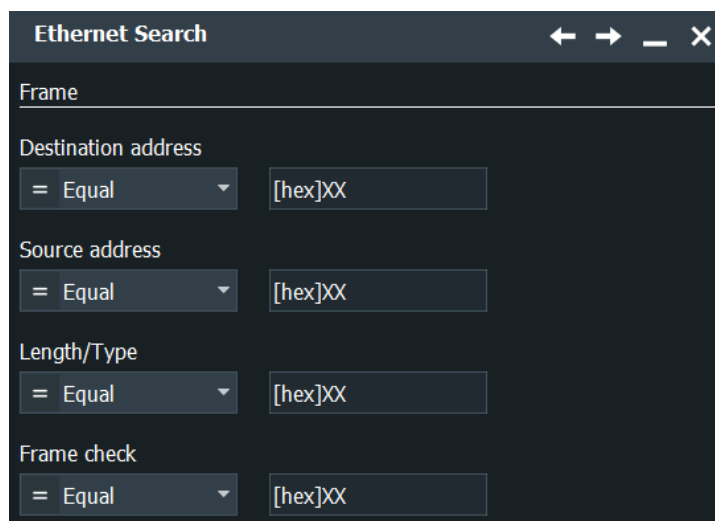 Ethernet Search
Frame
Destination address
= Equal [hex]XX
Source address
= Equal [hex]XX
Length/Type
= Equal [hex]XX
Frame check
= Equal [hex]XX